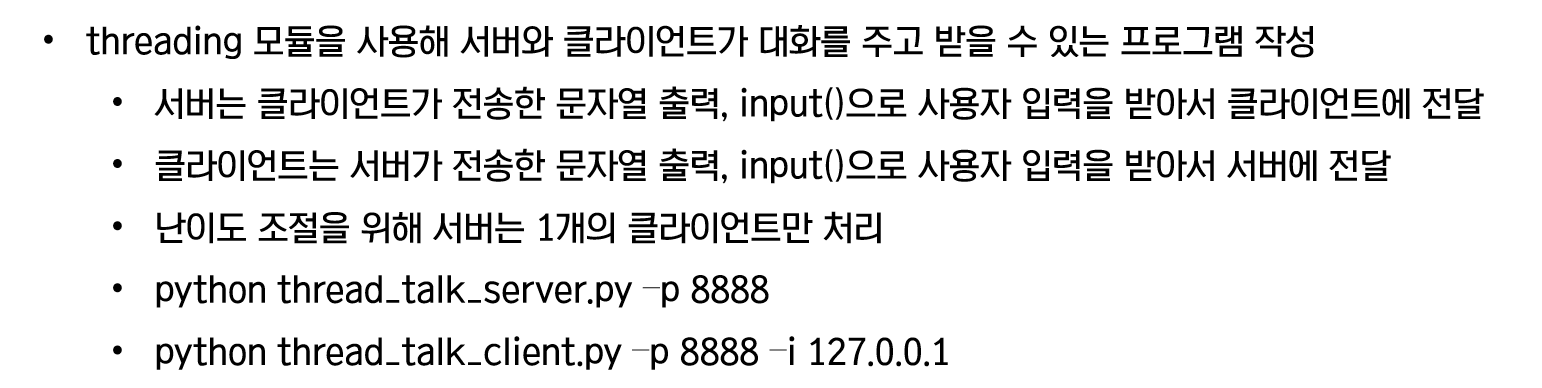 • threading 모듈을 사용해 서버와 클라이언트가 대화를 주고 받을 수 있는 프로그램 작성
• 서버는 클라이언트가 전송한 문자열 출력, input()으로 사용자 입력을 받아서 클라이언트에 전달
• 클라이언트는 서버가 전송한 문자열 출력, input()으로 사용자 입력을 받아서 서버에 전달
• 난이도 조절을 위해 서버는 1개의 클라이언트만 처리
• python thread_talk_server.py –p 8888
• python thread_talk_client.py –p 8888 –i 127.0.0.1